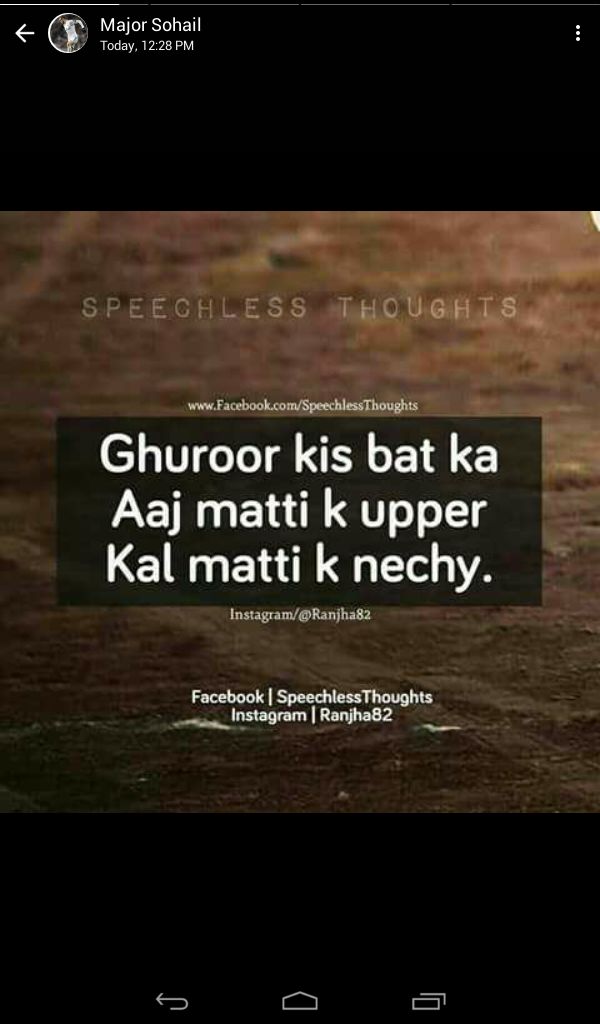 Major Sohail
Today, 12:28 PM
SPEECHLESS THOUGHTS
www.Facebook.com/SpeechlessThoughts
Ghuroor kis bat ka
Aaj matti k upper
Kal matti k nechy.
Instagram/@Ranjha82
Facebook | SpeechlessThoughts
Instagram | Ranjha82